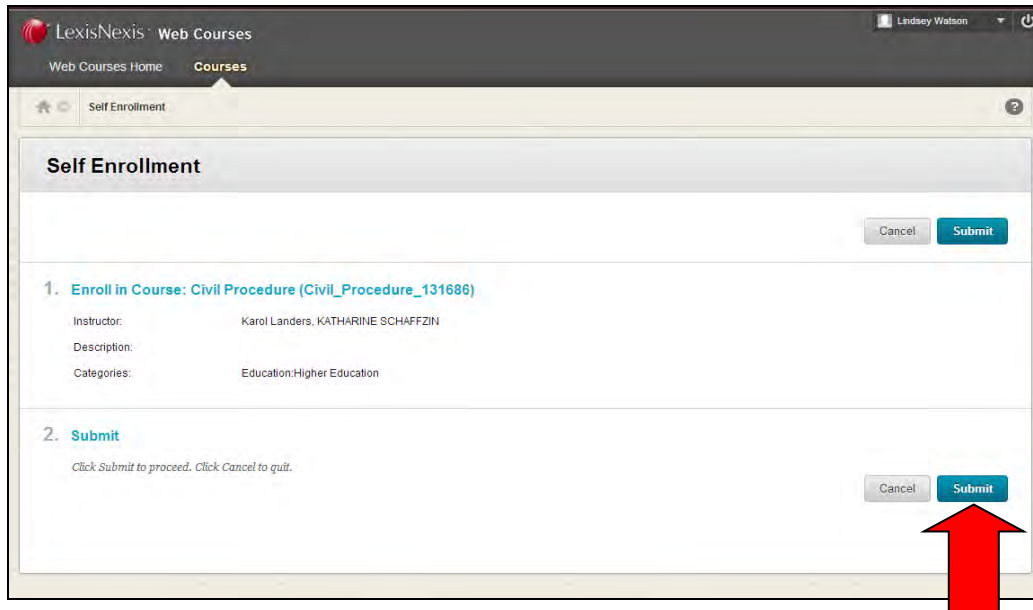 LexisNexis Web Courses
Lindsey Watson
Web Courses Home Courses
Self Enrollment
Self Enrollment
Cancel Submit
1. Enroll in Course: Civil Procedure (Civil_Procedure_131686)
Instructor: Karol Landers, KATHARINE SCHAFFZIN
Description:
Categories: Education:Higher Education
2. Submit
Click Submit to proceed. Click Cancel to quit.
Cancel Submit